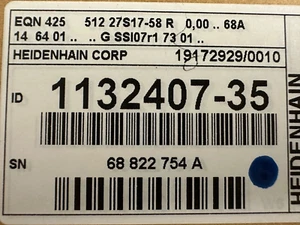 EQN 425 512 27S17-58 R 0,00 .. 68A
14 64 01 .. .. G SSI07r1 73 01 ..
HEIDENHAIN CORP 19172929/0010
ID 1132407-35
SN 68 822 754 A
HEIDENHAIN